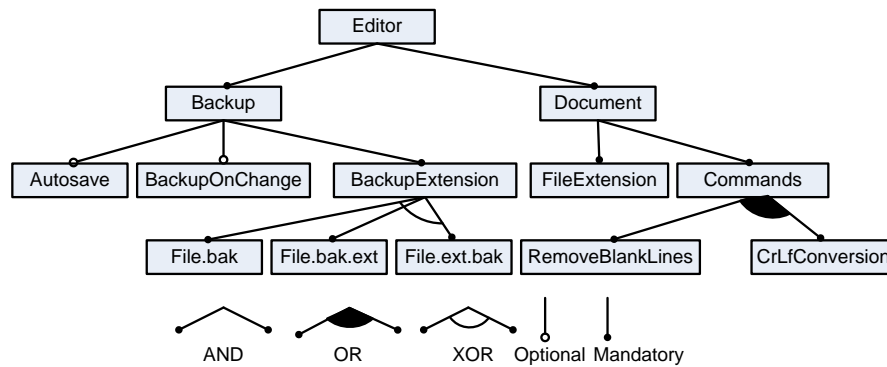 Editor
Backup Document
Autosave BackupOnChange BackupExtension FileExtension Commands
File.bak File.bak.ext File.ext.bak RemoveBlankLines CrLfConversion
AND OR XOR Optional Mandatory